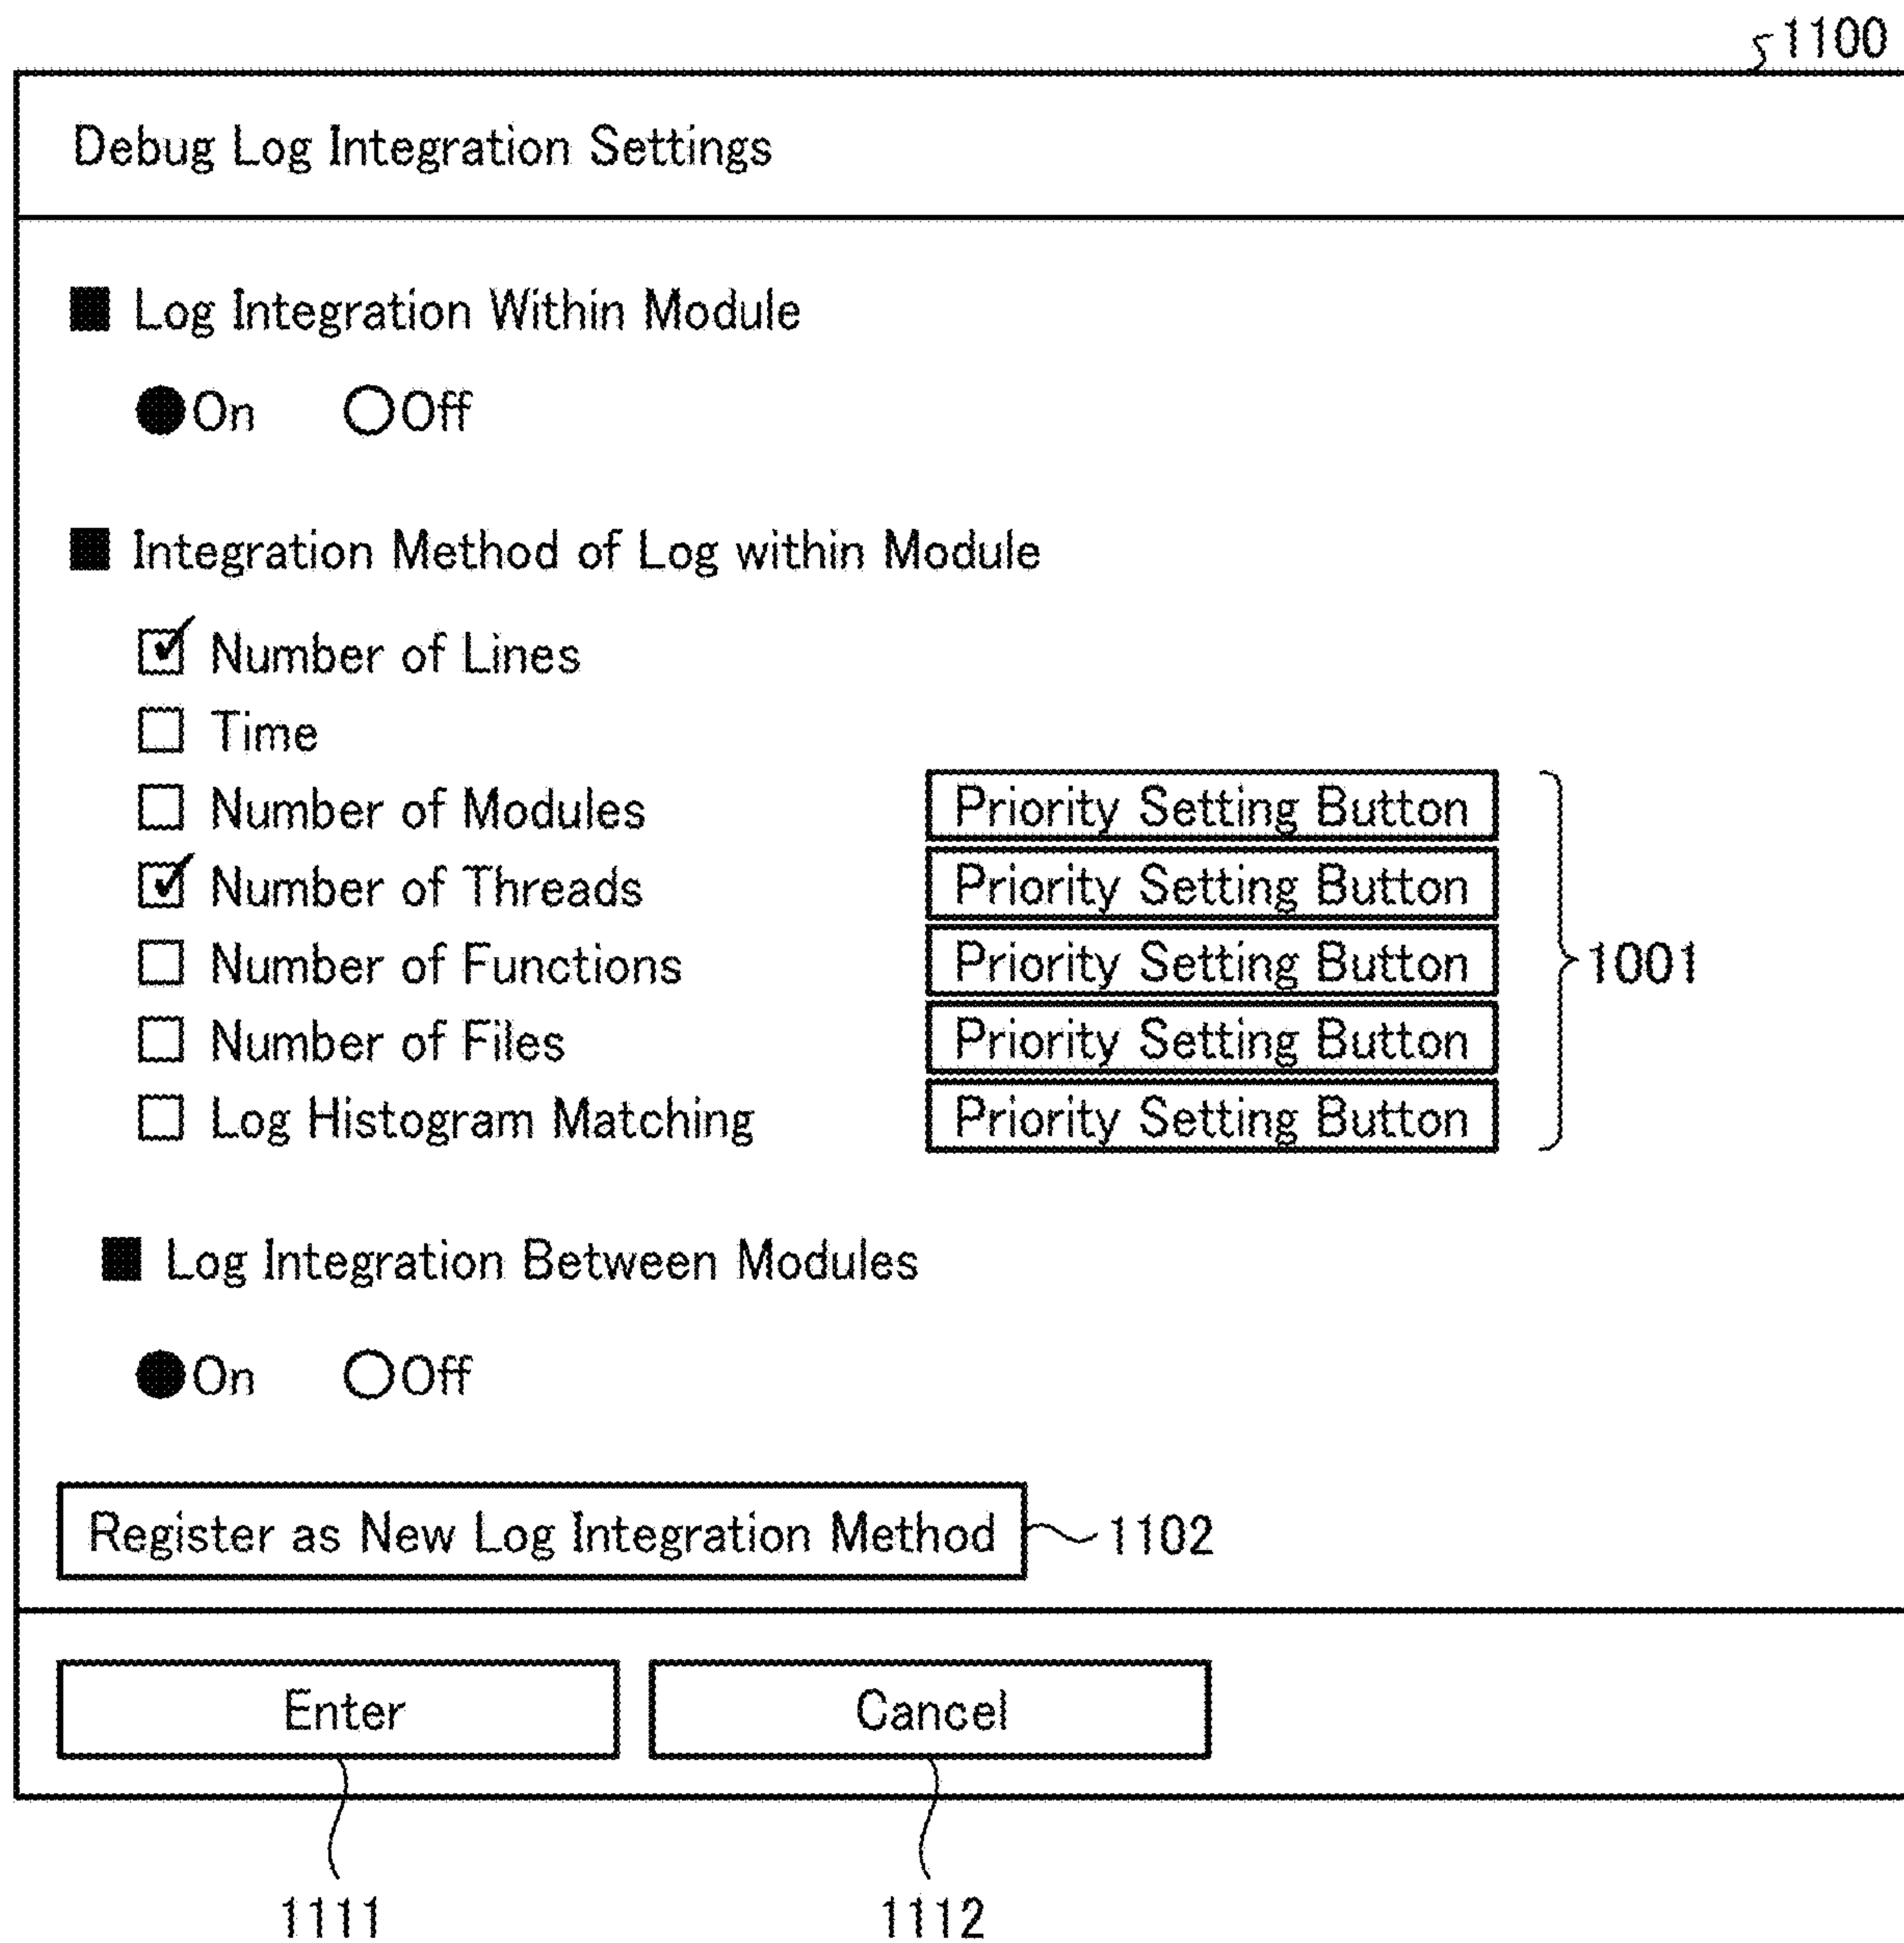 1100
Debug Log Integration Settings
Log Integration Within Module
On Off
Integration Method of Log within Module
Number of Lines
Time
Number of Modules Priority Setting Button
Number of Threads Priority Setting Button
Number of Functions Priority Setting Button
1001
Number of Files Priority Setting Button
Log Histogram Matching Priority Setting Button
Log Integration Between Modules
On Off
Register as New Log Integration Method 1102
Enter Cancel
1111 1112